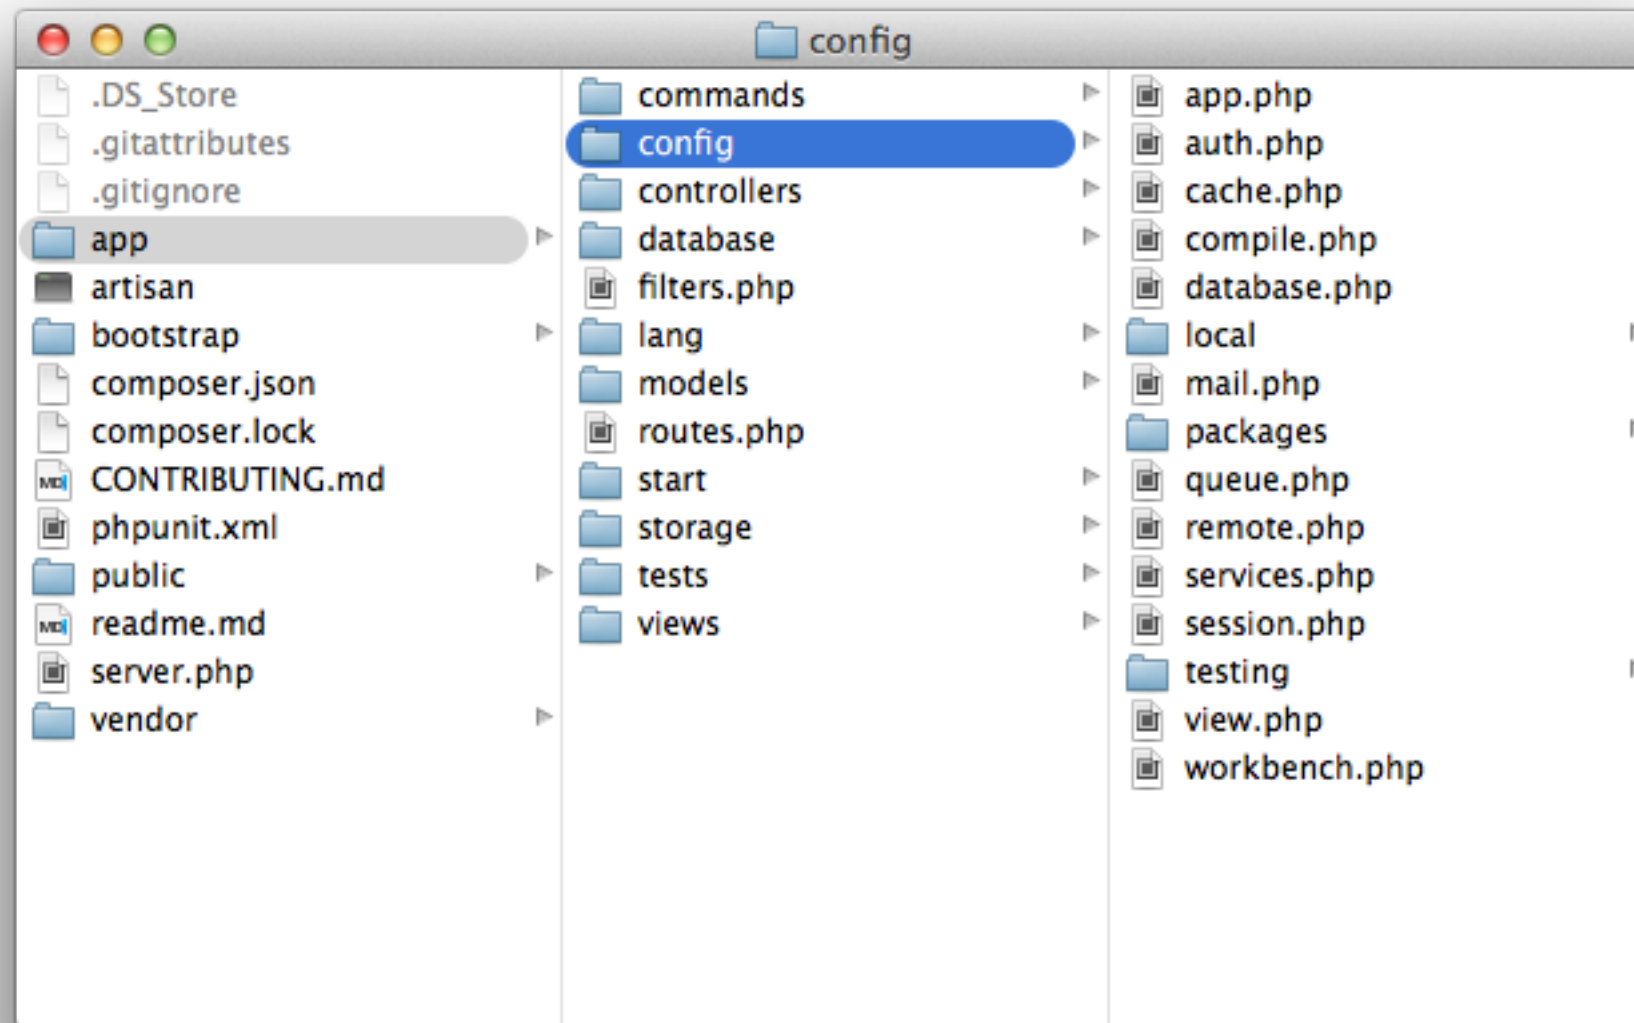 config
.DS_Store
.gitattributes
.gitignore
app
artisan
bootstrap
composer.json
composer.lock
CONTRIBUTING.md
phpunit.xml
public
readme.md
server.php
vendor
commands
config
controllers
database
filters.php
lang
models
routes.php
start
storage
tests
views
app.php
auth.php
cache.php
compile.php
database.php
local
mail.php
packages
queue.php
remote.php
services.php
session.php
testing
view.php
workbench.php